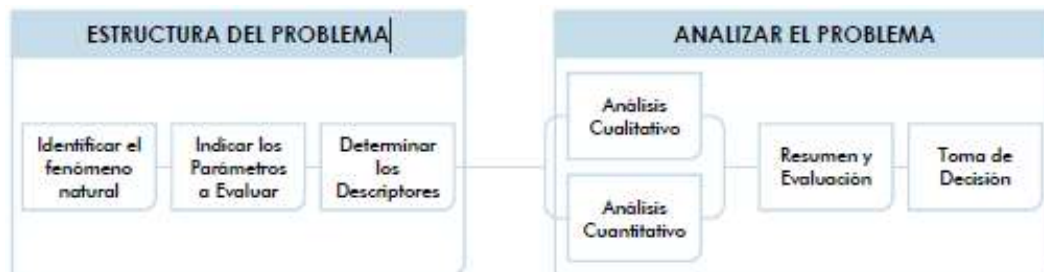 ESTRUCTURA DEL PROBLEMA
Identificar el
fenómeno
natural
Indicar los
Parámetros
a Evaluar
Determinar
los
Descriptores
ANALIZAR EL PROBLEMA
Análisis
Cualitativo
Análisis
Cuantitativo
Resumen y
Evaluación
Toma de
Decisión